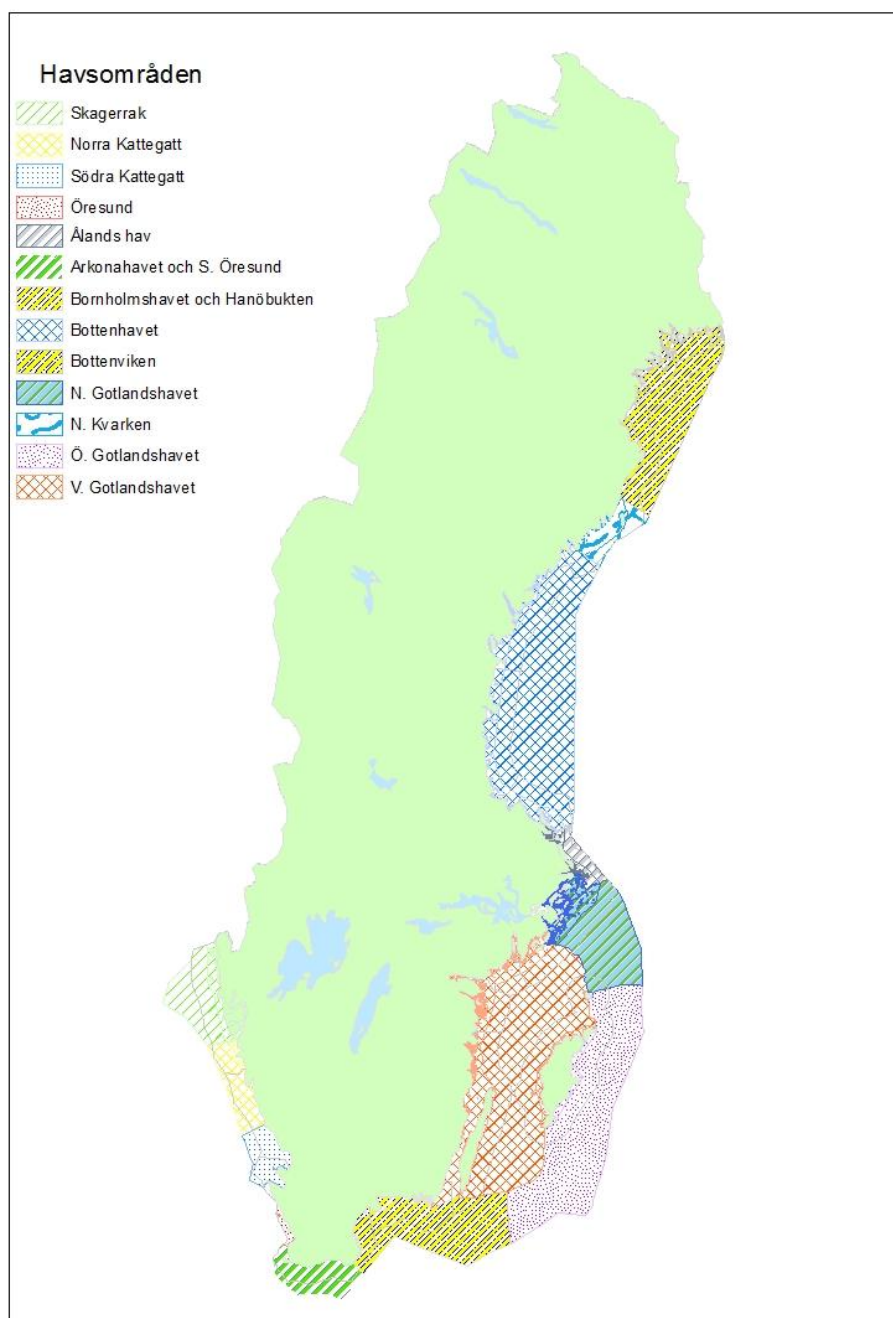 Havsområden
Skagerrak
Norra Kattegatt
Södra Kattegatt
Öresund
Ålands hav
Arkonahavet och S. Öresund
Bornholmshavet och Hanöbukten
Bottenhavet
Bottenviken
N. Gotlandshavet
N. Kvarken
Ö. Gotlandshavet
V. Gotlandshavet